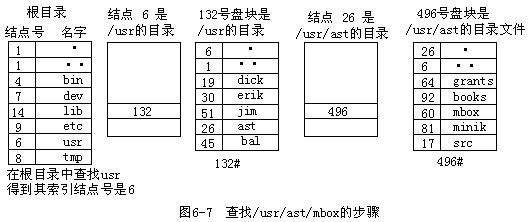 根目录
结点号 名字
1 ·
1 ··
4 bin
7 dev
14 lib
9 etc
6 usr
8 tmp
在根目录中查找usr
得到其索引结点号是6
结点 6 是
/usr的目录
132
132号盘块是
/usr的目录
6 ·
1 ··
19 dick
30 erik
51 jim
26 ast
45 bal
132#
结点 26 是
/usr/ast的目录
496
496号盘块是
/usr/ast的目录文件
26 ·
6 ··
64 grants
92 books
60 mbox
81 minik
17 src
496#
图6-7 查找/usr/ast/mbox的步骤